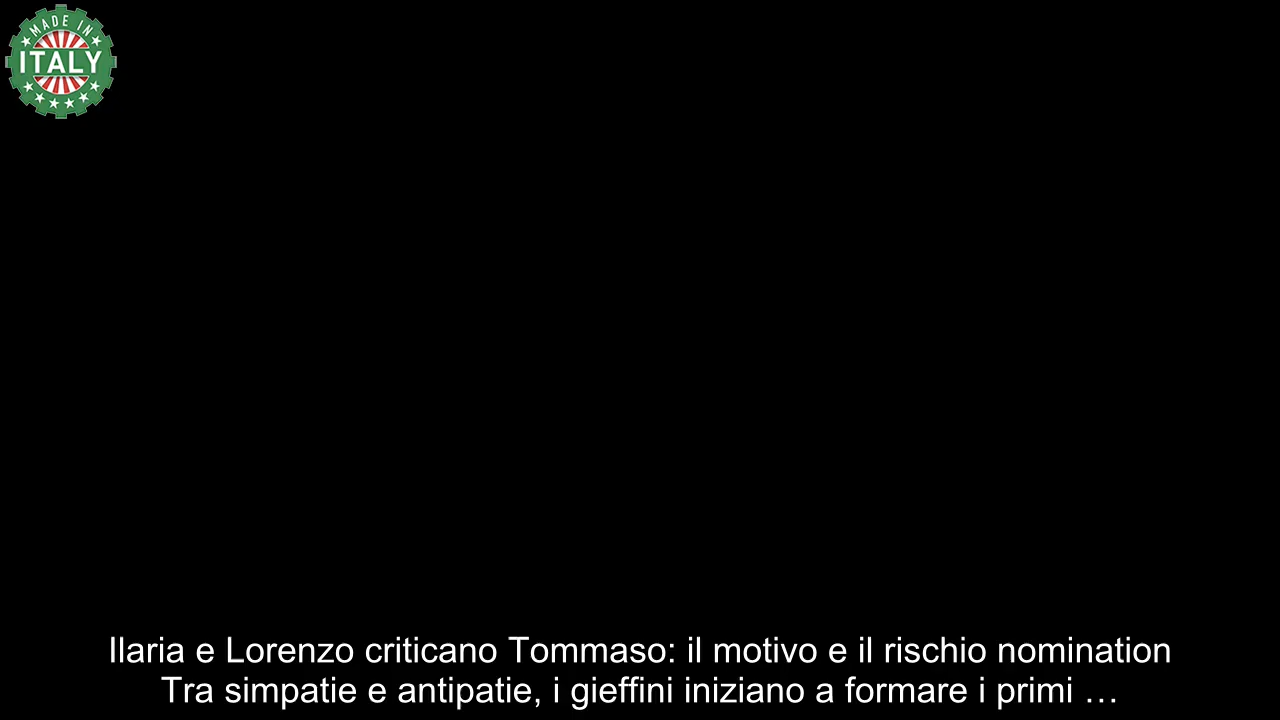 MADE IN
ITALY
Ilaria e Lorenzo criticano Tommaso: il motivo e il rischio nomination
Tra simpatie e antipatie, i gieffini iniziano a formare i primi …